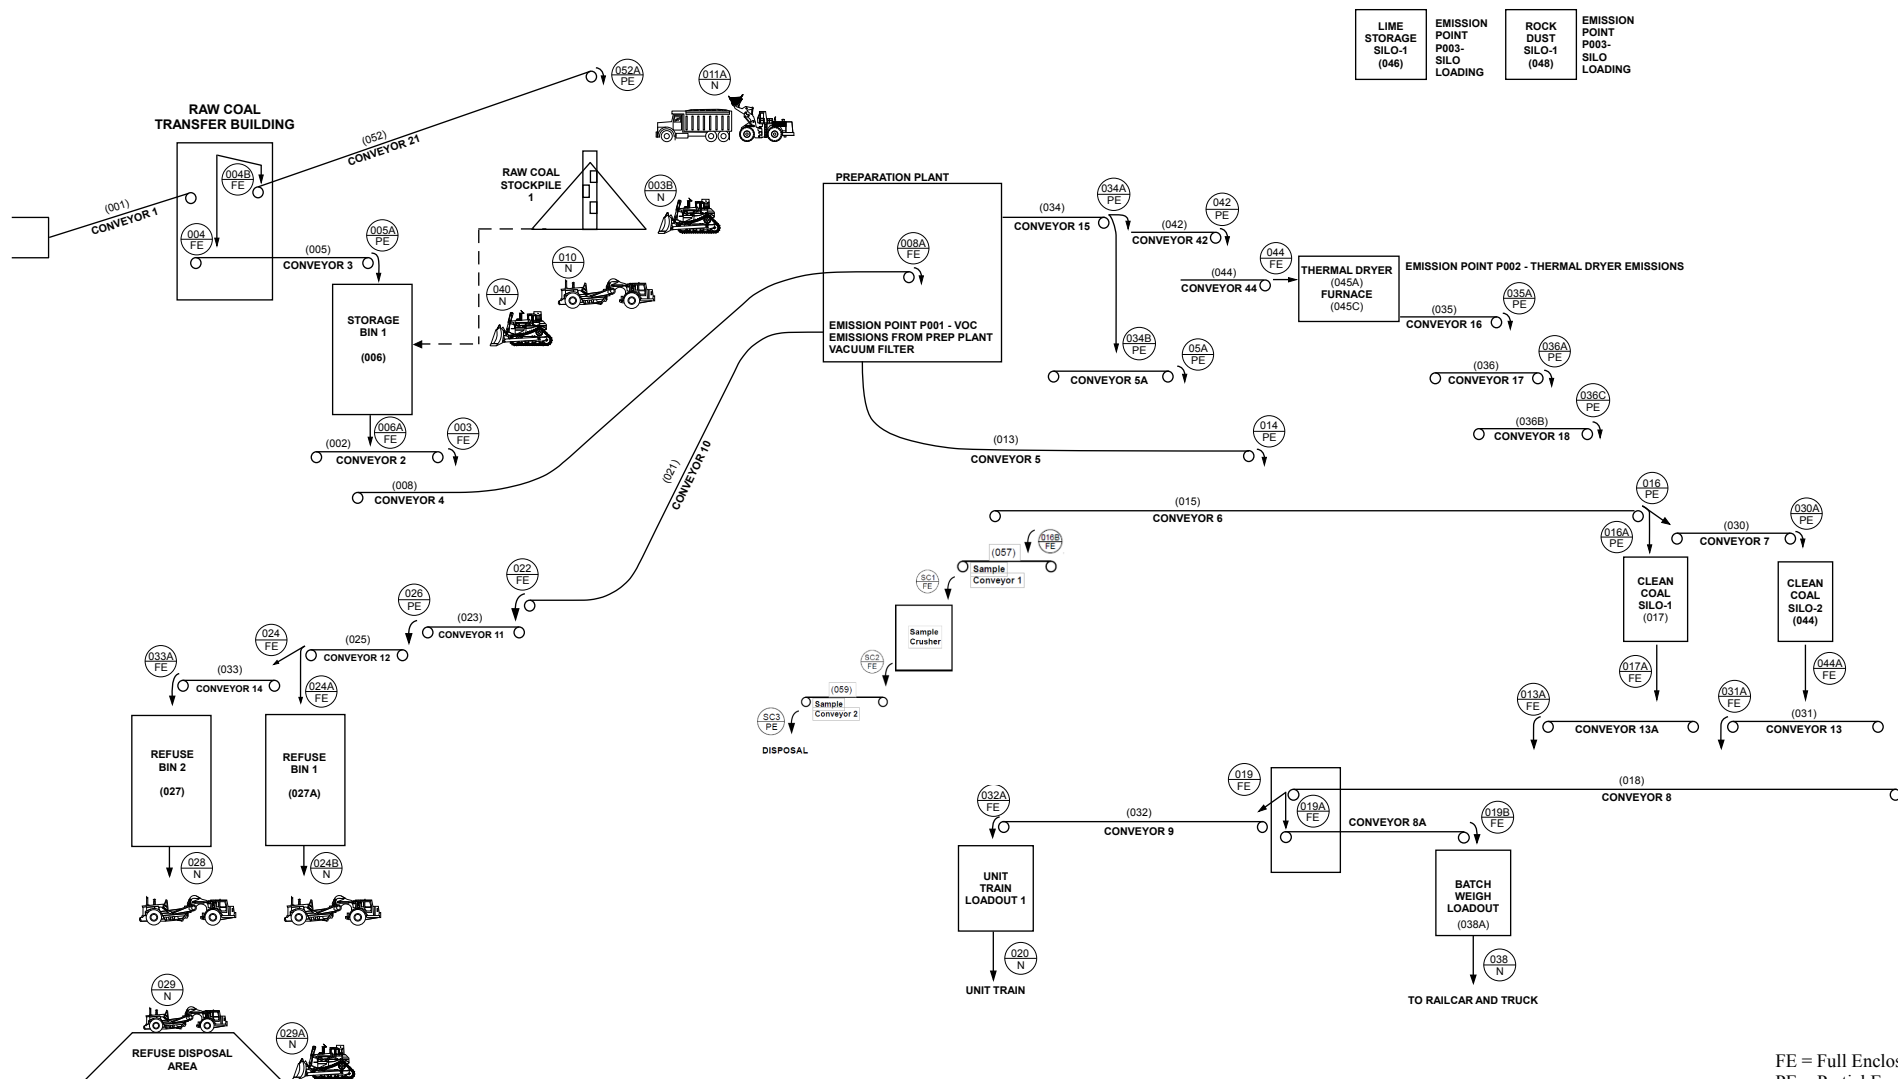 LIME
STORAGE
SILO-1
(046)
EMISSION
POINT
P003-
SILO
LOADING
ROCK
DUST
SILO-1
(048)
EMISSION
POINT
P003-
SILO
LOADING
052A
PE
011A
N
RAW COAL
TRANSFER BUILDING
(052)
CONVEYOR 21
004B
FE
(001)
CONVEYOR 1
004
FE
(005)
CONVEYOR 3
005A
PE
RAW COAL
STOCKPILE
1
003B
N
010
N
040
N
STORAGE
BIN 1
(006)
006A
FE
003
FE
(002)
CONVEYOR 2
(008)
CONVEYOR 4
PREPARATION PLANT
008A
FE
EMISSION POINT P001 - VOC
EMISSIONS FROM PREP PLANT
VACUUM FILTER
(034)
CONVEYOR 15
034A
PE
042
PE
(042)
CONVEYOR 42
044
FE
(044)
CONVEYOR 44
THERMAL DRYER
(045A)
FURNACE
(045C)
EMISSION POINT P002 - THERMAL DRYER EMISSIONS
035A
PE
(035)
CONVEYOR 16
034B
PE
05A
PE
CONVEYOR 5A
036A
PE
(036)
CONVEYOR 17
036C
PE
(036B)
CONVEYOR 18
014
PE
(013)
CONVEYOR 5
(021)
CONVEYOR 10
016
PE
(015)
CONVEYOR 6
016A
PE
(030)
CONVEYOR 7
030A
PE
016B
FE
(057)
Sample
Conveyor 1
SC1
FE
Sample
Crusher
SC2
FE
(059)
Sample
Conveyor 2
SC3
PE
DISPOSAL
CLEAN
COAL
SILO-1
(017)
CLEAN
COAL
SILO-2
(044)
017A
FE
044A
FE
013A
FE
CONVEYOR 13A
031A
FE
(031)
CONVEYOR 13
022
FE
026
PE
(023)
CONVEYOR 11
024
FE
(025)
CONVEYOR 12
033A
FE
(033)
CONVEYOR 14
024A
FE
REFUSE
BIN 2
(027)
REFUSE
BIN 1
(027A)
028
N
024B
N
029
N
REFUSE DISPOSAL
AREA
029A
N
019
FE
(018)
CONVEYOR 8
032A
FE
(032)
CONVEYOR 9
019A
FE
CONVEYOR 8A
019B
FE
UNIT
TRAIN
LOADOUT 1
BATCH
WEIGH
LOADOUT
(038A)
020
N
UNIT TRAIN
038
N
TO RAILCAR AND TRUCK
FE = Full Enclos